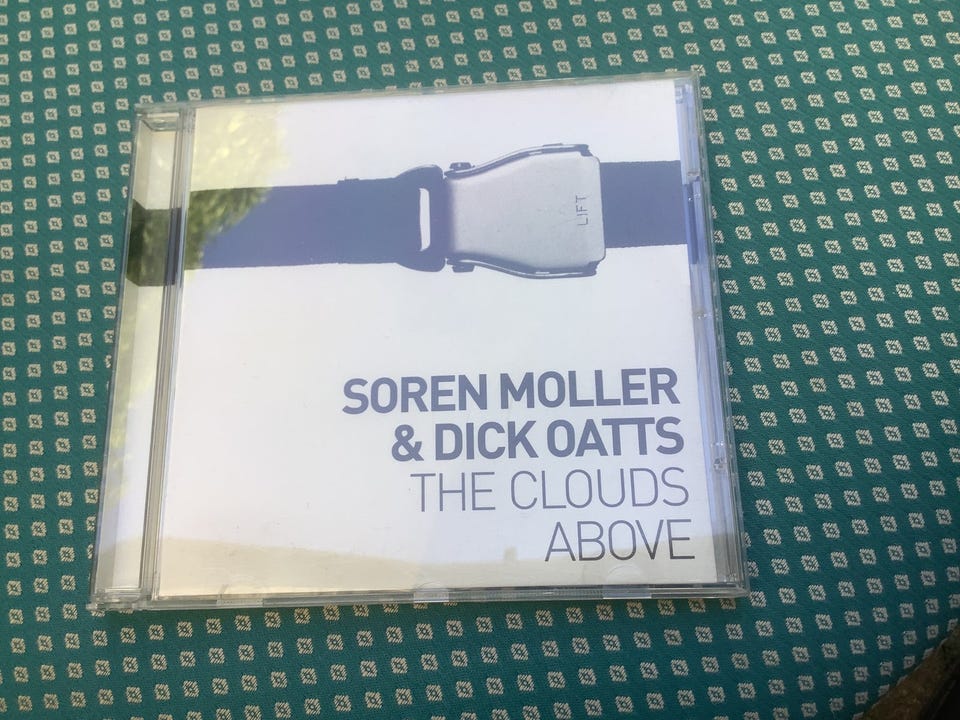 LIFT
SOREN MOLLER
& DICK OATTS
THE CLOUDS
ABOVE